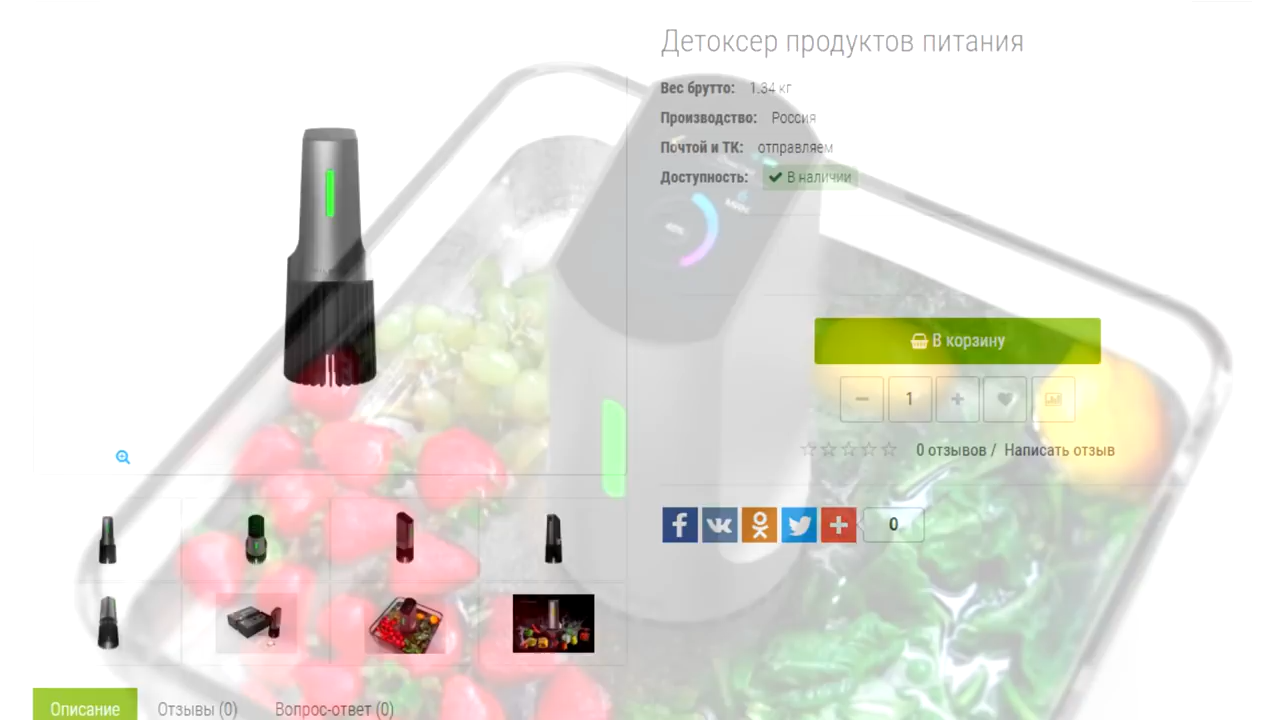 Детоксер продуктов питания
Вес брутто: 1.34 кг
Производство: Россия
Почтой и ТК: отправляем
Доступность: В наличии
МИН
В корзину
1
0 отзывов / Написать отзыв
0
Описание Отзывы (0) Вопрос-ответ (0)